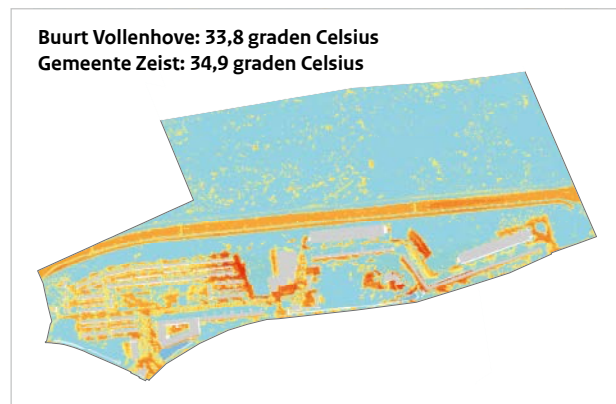 Buurt Vollenhove: 33,8 graden Celsius
Gemeente Zeist: 34,9 graden Celsius